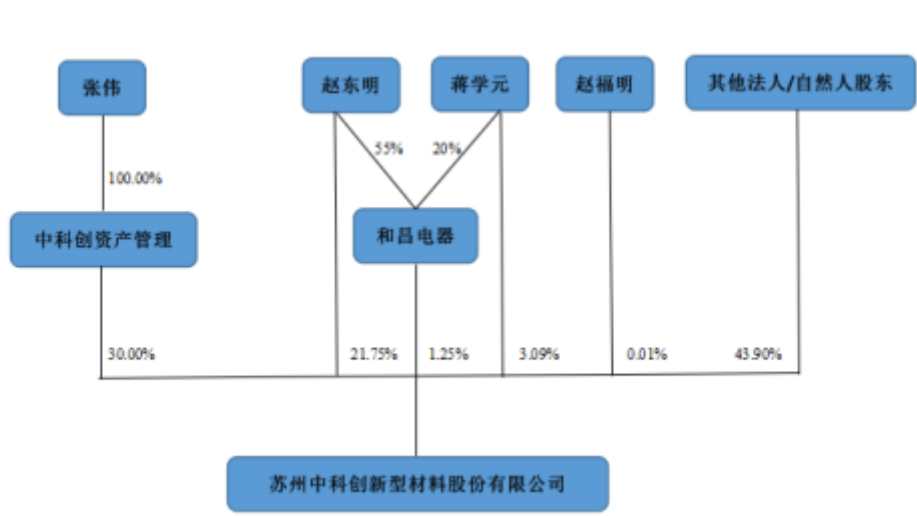 张伟
赵东明
蒋学元
赵福明
其他法人/自然人股东
55%
20%
100.00%
中科创资产管理
和昌电器
30.00%
21.75%
1.25%
3.09%
0.01%
43.90%
苏州中科创新型材料股份有限公司